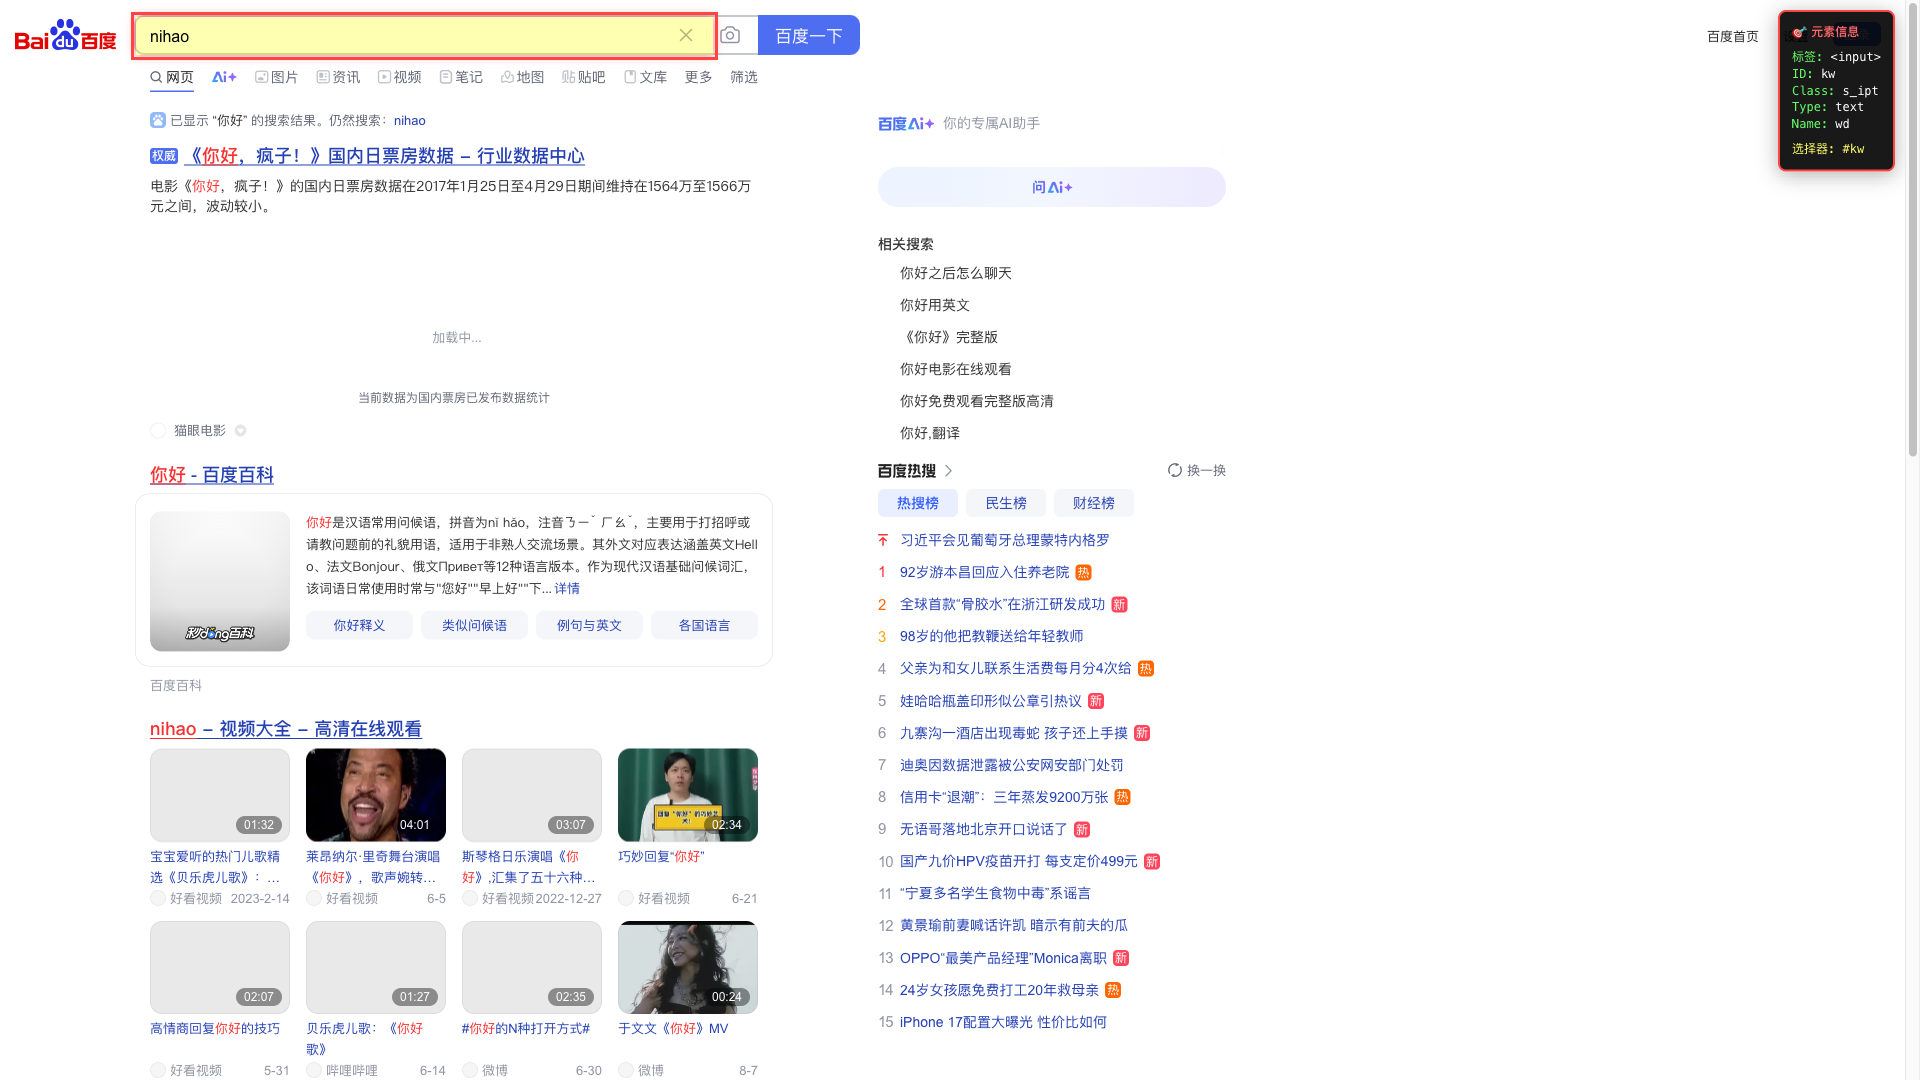 Bai du 百度
nihao
百度一下
百度首页
网页 Ai+ 图片 资讯 视频 笔记 地图 贴吧 文库 更多 筛选
🎯 元素信息
标签: <input>
ID: kw
Class: s_ipt
Type: text
Name: wd
选择器: #kw
已显示 “你好” 的搜索结果。仍然搜索： nihao
权威 《你好，疯子！》国内日票房数据 – 行业数据中心
电影《你好，疯子！》的国内日票房数据在2017年1月25日至4月29日期间维持在1564万至1566万
元之间，波动较小。
加载中...
当前数据为国内票房已发布数据统计
猫眼电影
你好 - 百度百科
你好是汉语常用问候语，拼音为nǐ hǎo，注音ㄋㄧˇ ㄏㄠˇ，主要用于打招呼或
请教问题前的礼貌用语，适用于非熟人交流场景。其外文对应表达涵盖英文Hell
o、法文Bonjour、俄文Привет等12种语言版本。作为现代汉语基础问候词汇，
该词语日常使用时常与"您好""早上好""下... 详情
秒dǒng百科
你好释义 类似问候语 例句与英文 各国语言
百度百科
nihao – 视频大全 – 高清在线观看
01:32 04:01 03:07 02:34
宝宝爱听的热门儿歌精
选《贝乐虎儿歌》：...
好看视频 2023-2-14
莱昂纳尔·里奇舞台演唱
《你好》，歌声婉转...
好看视频 6-5
斯琴格日乐演唱《你
好》,汇集了五十六种...
好看视频 2022-12-27
巧妙回复“你好”
好看视频 6-21
02:07 01:27 02:35 00:24
高情商回复你好的技巧
好看视频 5-31
贝乐虎儿歌：《你好
歌》
哔哩哔哩 6-14
#你好的N种打开方式#
微博 6-30
于文文《你好》MV
微博 8-7
百度Ai+ 你的专属AI助手
问Ai+
相关搜索
你好之后怎么聊天
你好用英文
《你好》完整版
你好电影在线观看
你好免费观看完整版高清
你好,翻译
百度热搜 换一换
热搜榜 民生榜 财经榜
习近平会见葡萄牙总理蒙特内格罗
1 92岁游本昌回应入住养老院 热
2 全球首款“骨胶水”在浙江研发成功 新
3 98岁的他把教鞭送给年轻教师
4 父亲为和女儿联系生活费每月分4次给 热
5 娃哈哈瓶盖印形似公章引热议 新
6 九寨沟一酒店出现毒蛇 孩子还上手摸 新
7 迪奥因数据泄露被公安网安部门处罚
8 信用卡“退潮”：三年蒸发9200万张 热
9 无语哥落地北京开口说话了 新
10 国产九价HPV疫苗开打 每支定价499元 新
11 “宁夏多名学生食物中毒”系谣言
12 黄景瑜前妻喊话许凯 暗示有前夫的瓜
13 OPPO“最美产品经理”Monica离职 新
14 24岁女孩愿免费打工20年救母亲 热
15 iPhone 17配置大曝光 性价比如何